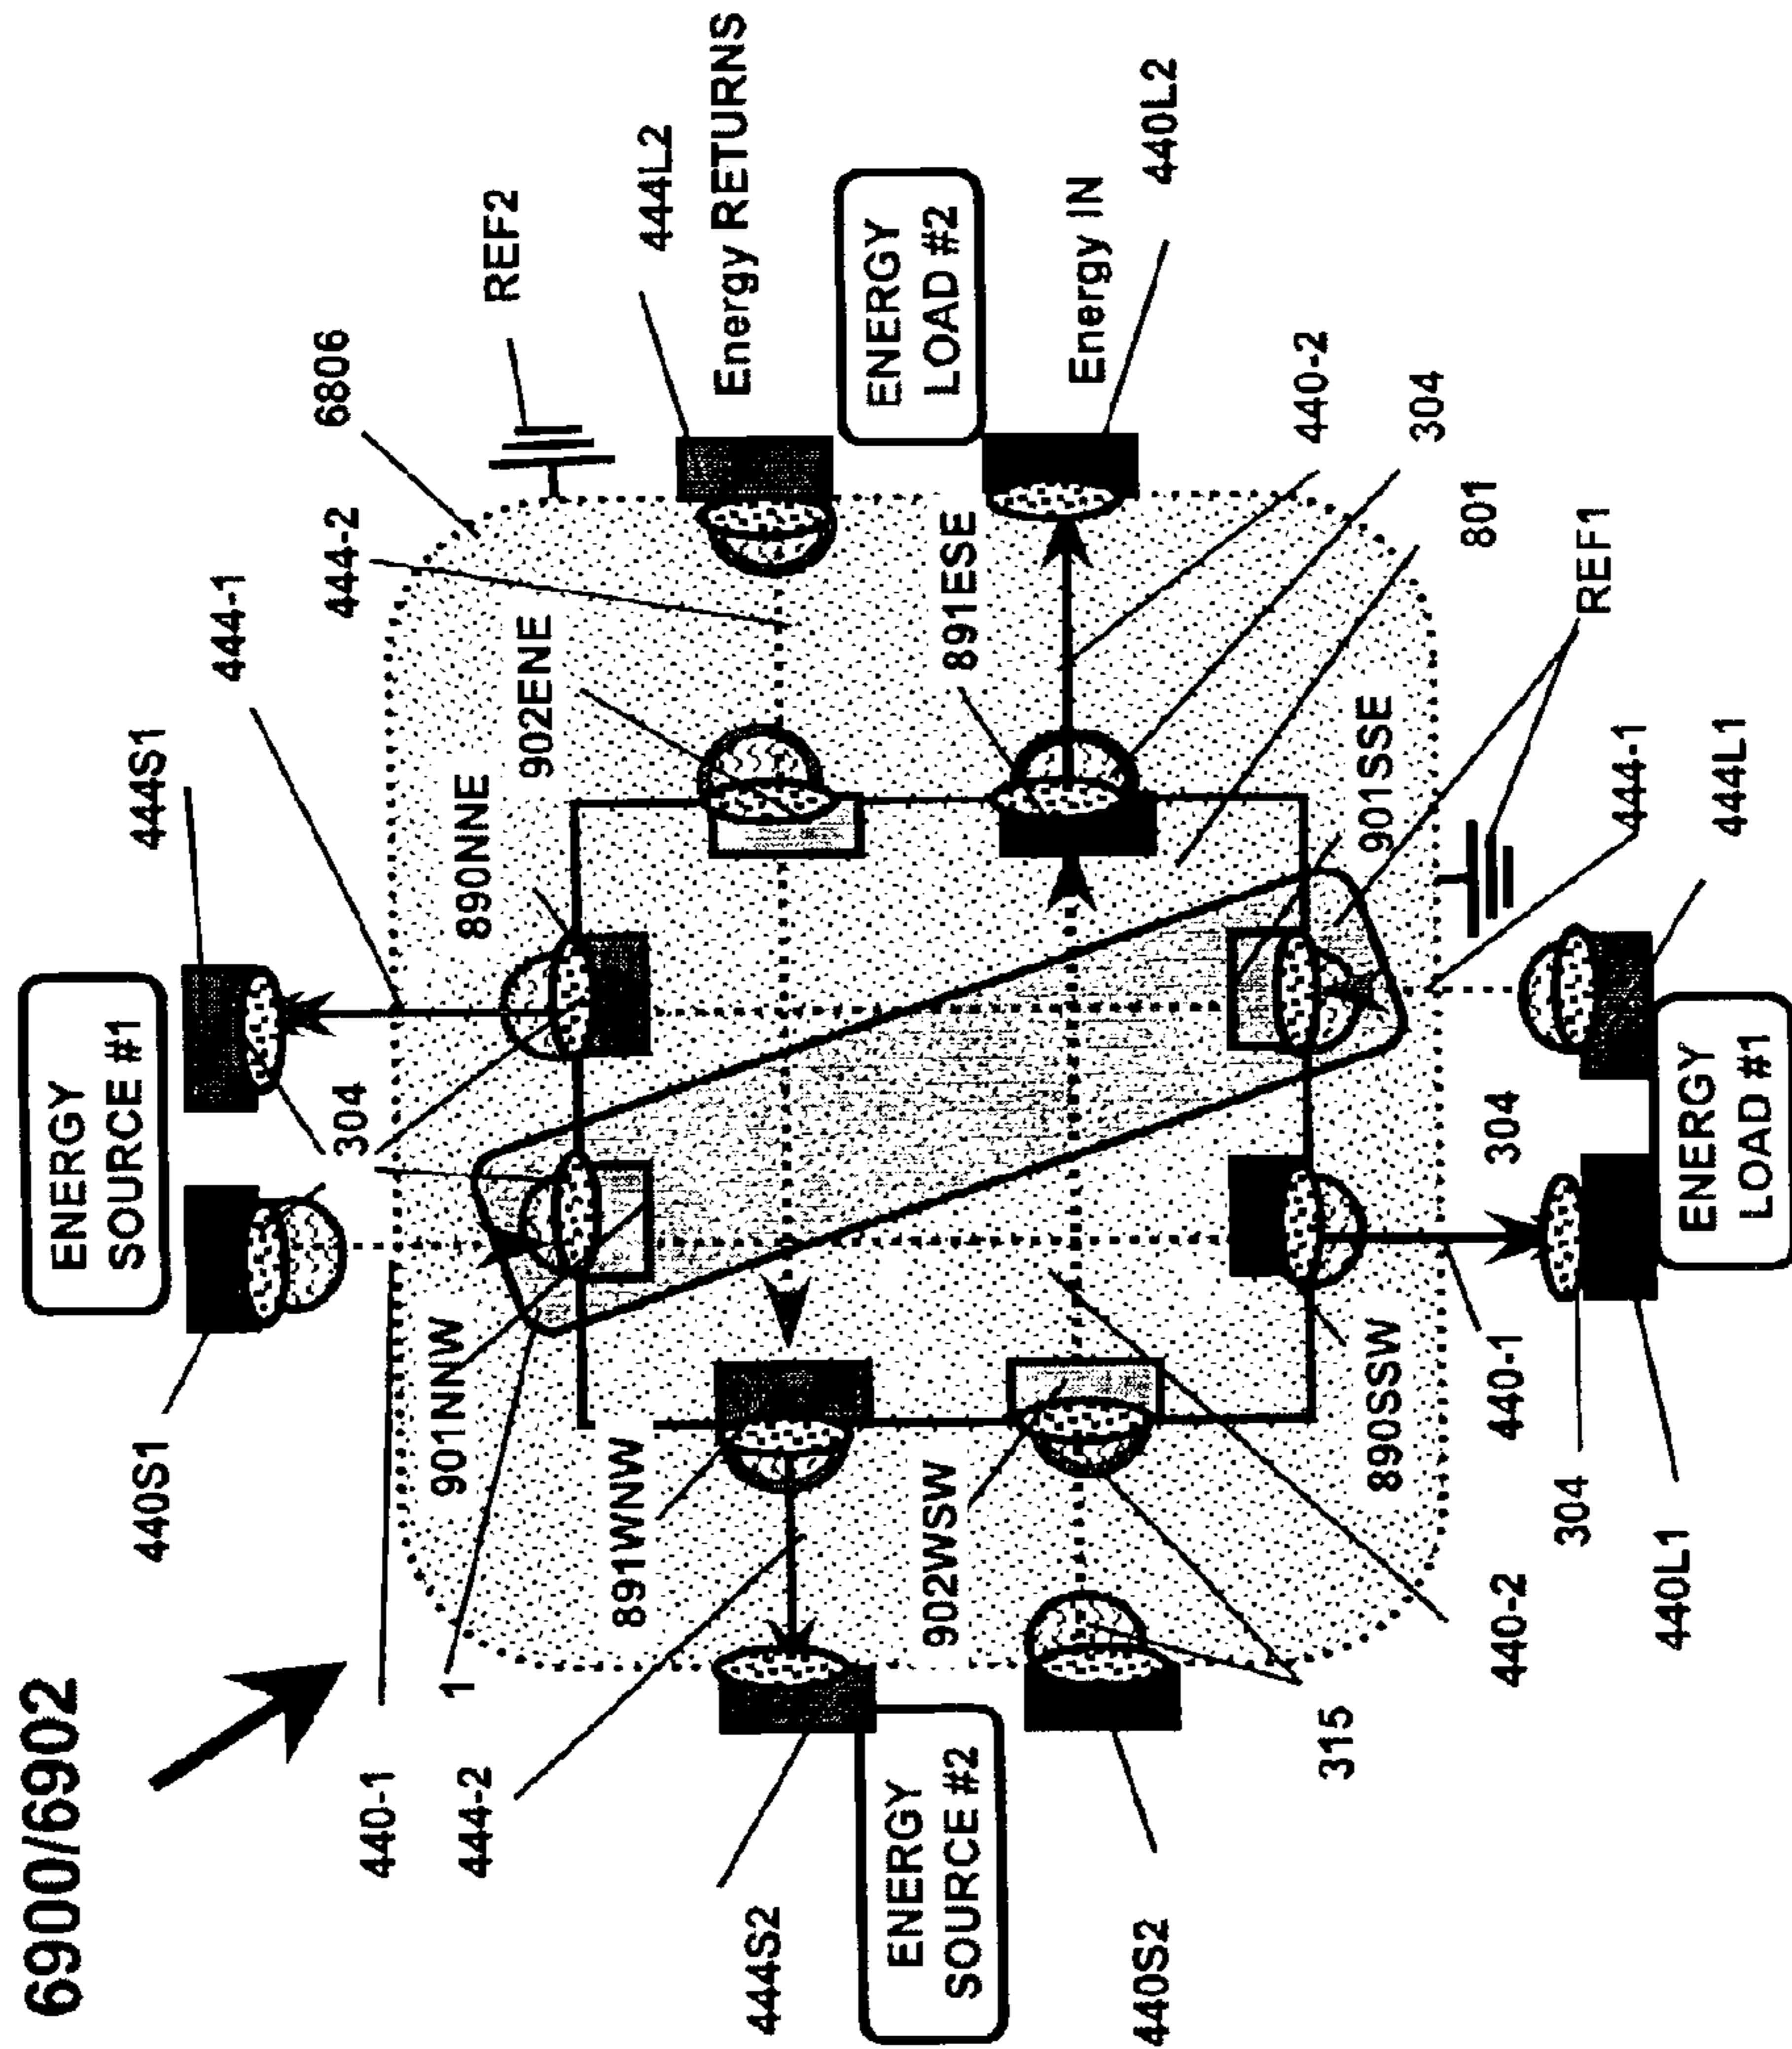 6900/6902
ENERGY
SOURCE #1
440S1
444S1
444-1
440-1
304
444-2
6806
REF2
1
901NNW
890NNE
902ENE
444L2
Energy RETURNS
444-2
891WNW
444S2
ENERGY
SOURCE #2
ENERGY
LOAD #2
902WSW
891ESE
Energy IN
440L2
440S2
315
440-2
304
890SSW
901SSE
801
440-1
440-2
304
304
REF1
444-1
440L1
444L1
ENERGY
LOAD #1